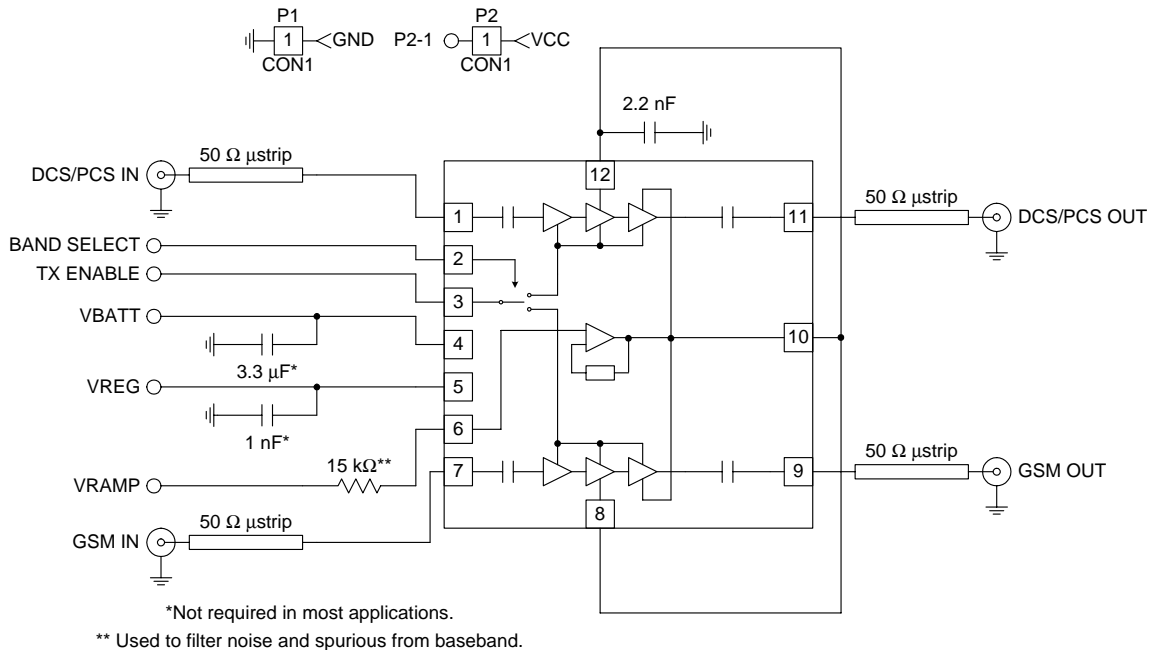 P1
1
GND
CON1
P2
P2-1
1
VCC
CON1
2.2 nF
50 Ω μstrip
DCS/PCS IN
12
1
11
50 Ω μstrip
DCS/PCS OUT
BAND SELECT
2
TX ENABLE
3
VBATT
4
10
3.3 μF*
VREG
5
1 nF*
6
15 kΩ**
VRAMP
7
9
50 Ω μstrip
GSM OUT
8
50 Ω μstrip
GSM IN
*Not required in most applications.
** Used to filter noise and spurious from baseband.